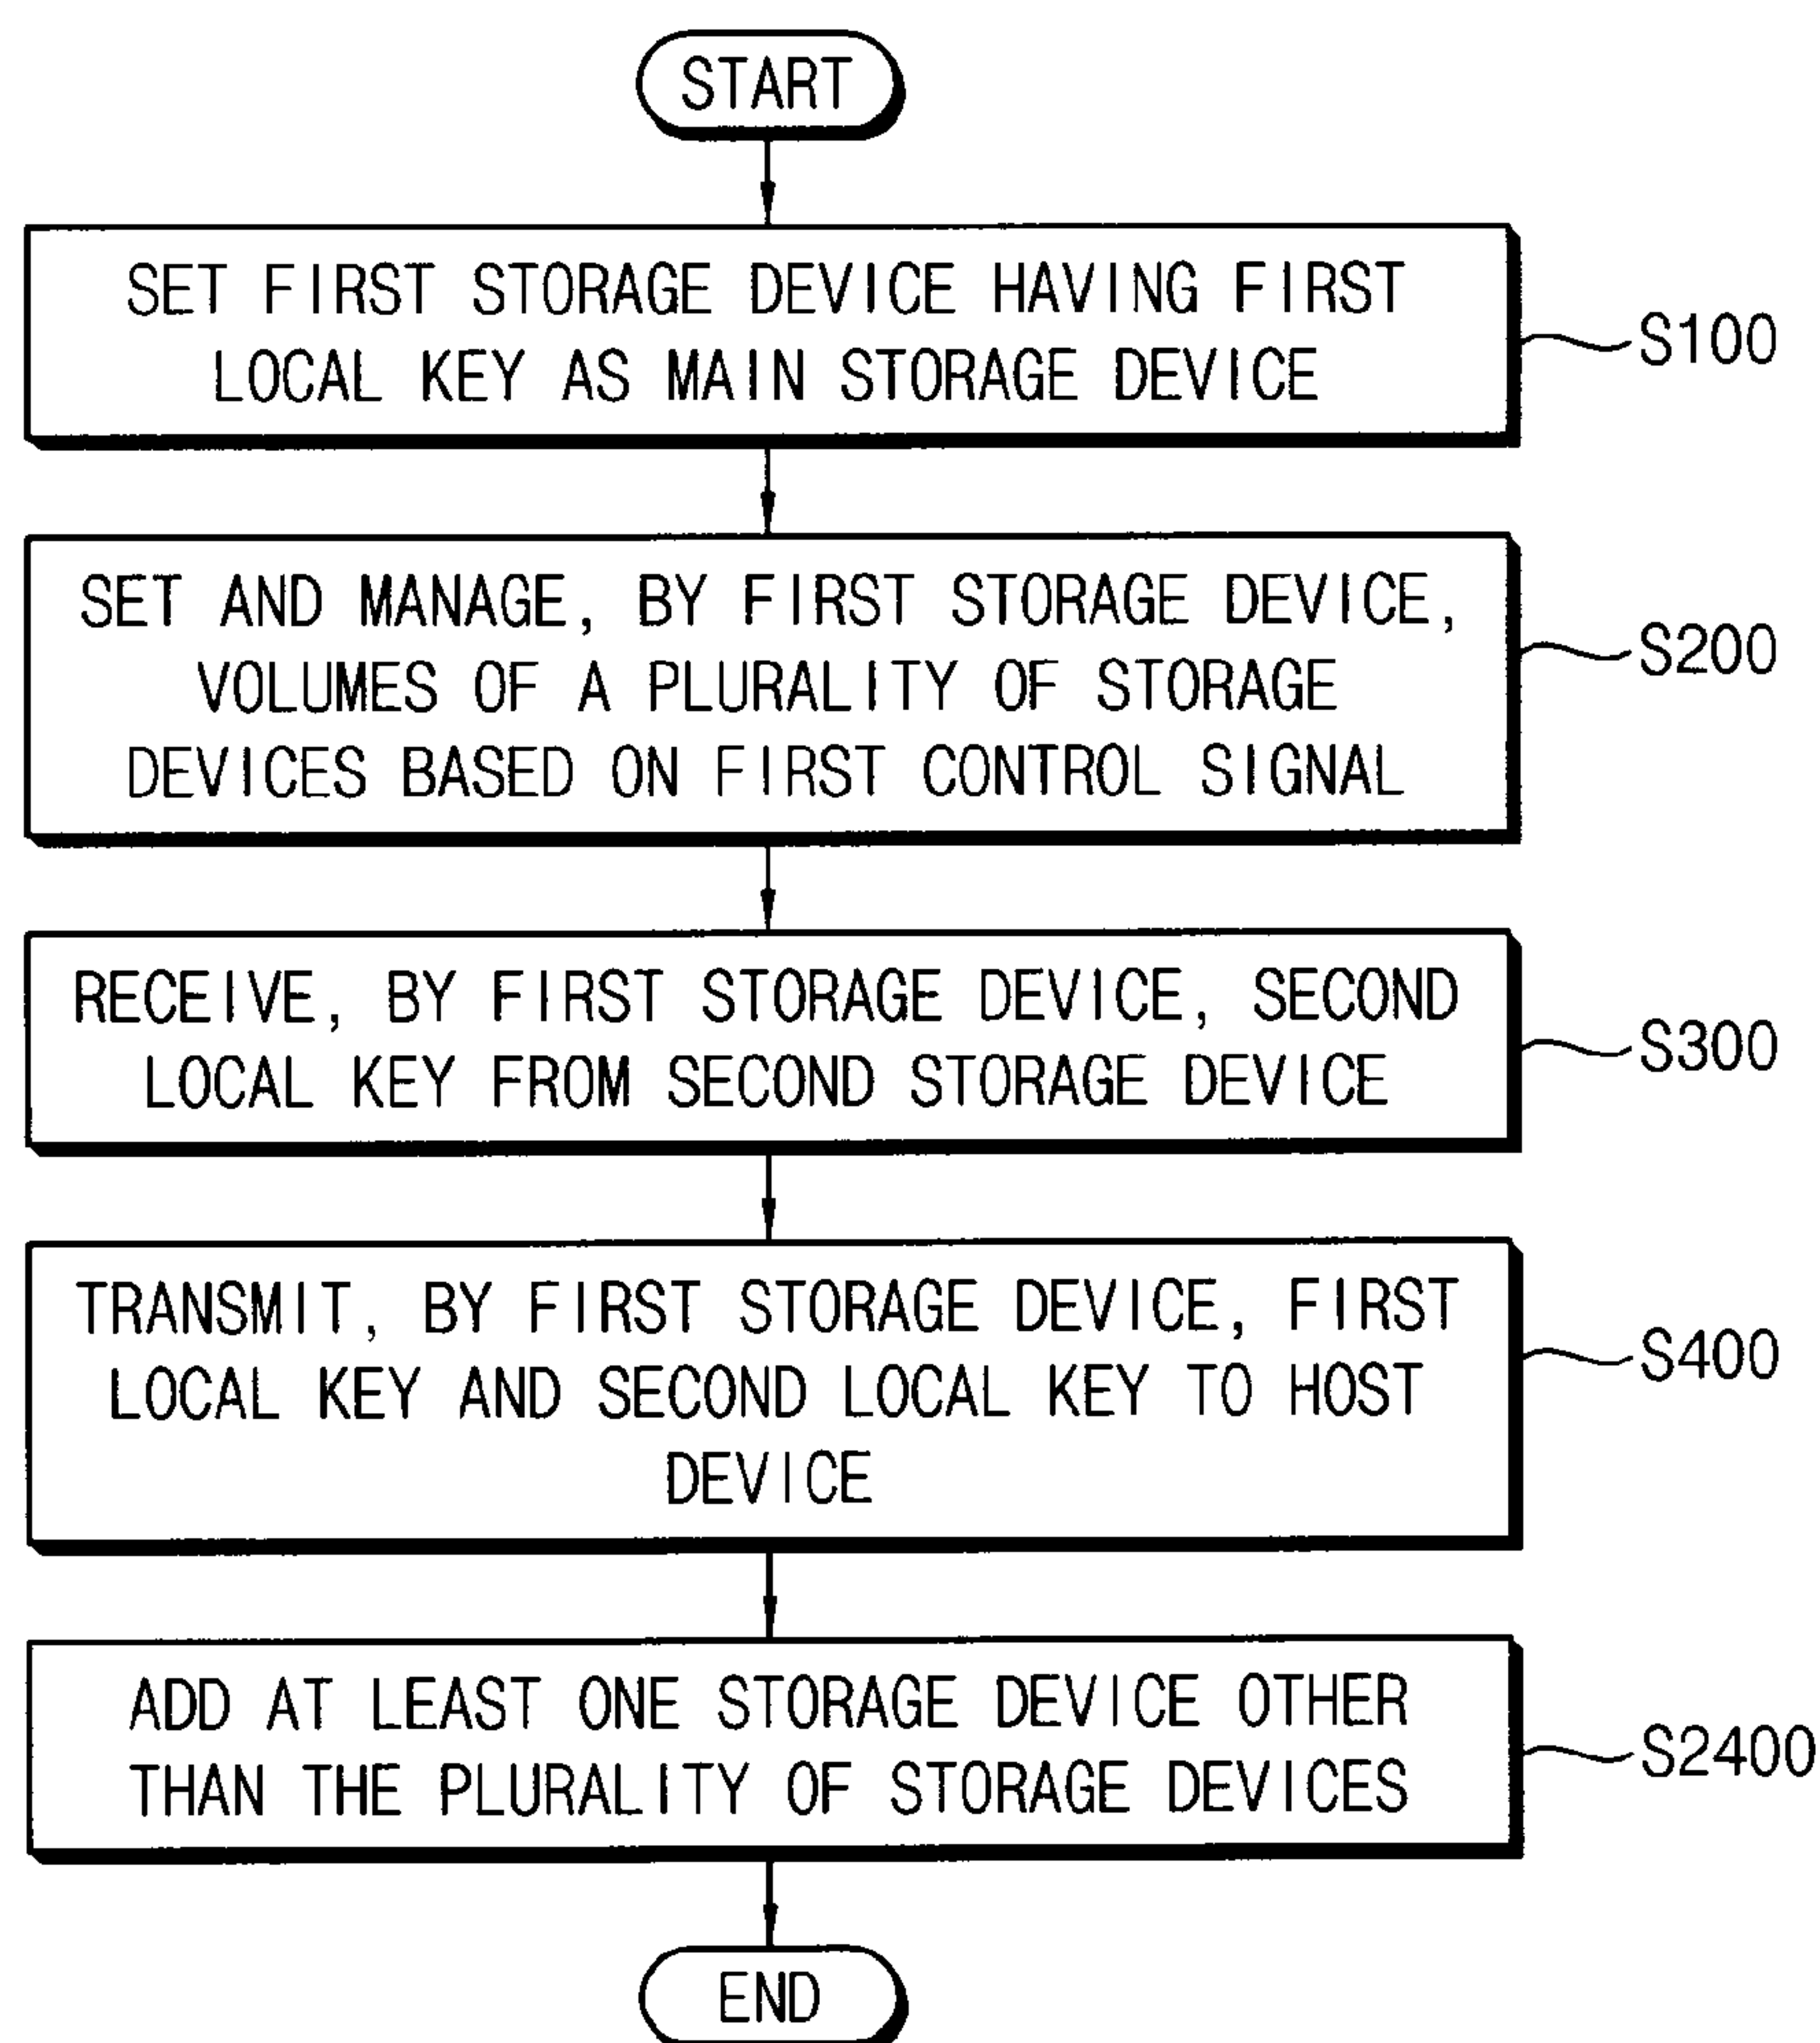 START
SET FIRST STORAGE DEVICE HAVING FIRST
LOCAL KEY AS MAIN STORAGE DEVICE
S100
SET AND MANAGE, BY FIRST STORAGE DEVICE,
VOLUMES OF A PLURALITY OF STORAGE
DEVICES BASED ON FIRST CONTROL SIGNAL
S200
RECEIVE, BY FIRST STORAGE DEVICE, SECOND
LOCAL KEY FROM SECOND STORAGE DEVICE
S300
TRANSMIT, BY FIRST STORAGE DEVICE, FIRST
LOCAL KEY AND SECOND LOCAL KEY TO HOST
DEVICE
S400
ADD AT LEAST ONE STORAGE DEVICE OTHER
THAN THE PLURALITY OF STORAGE DEVICES
S2400
END